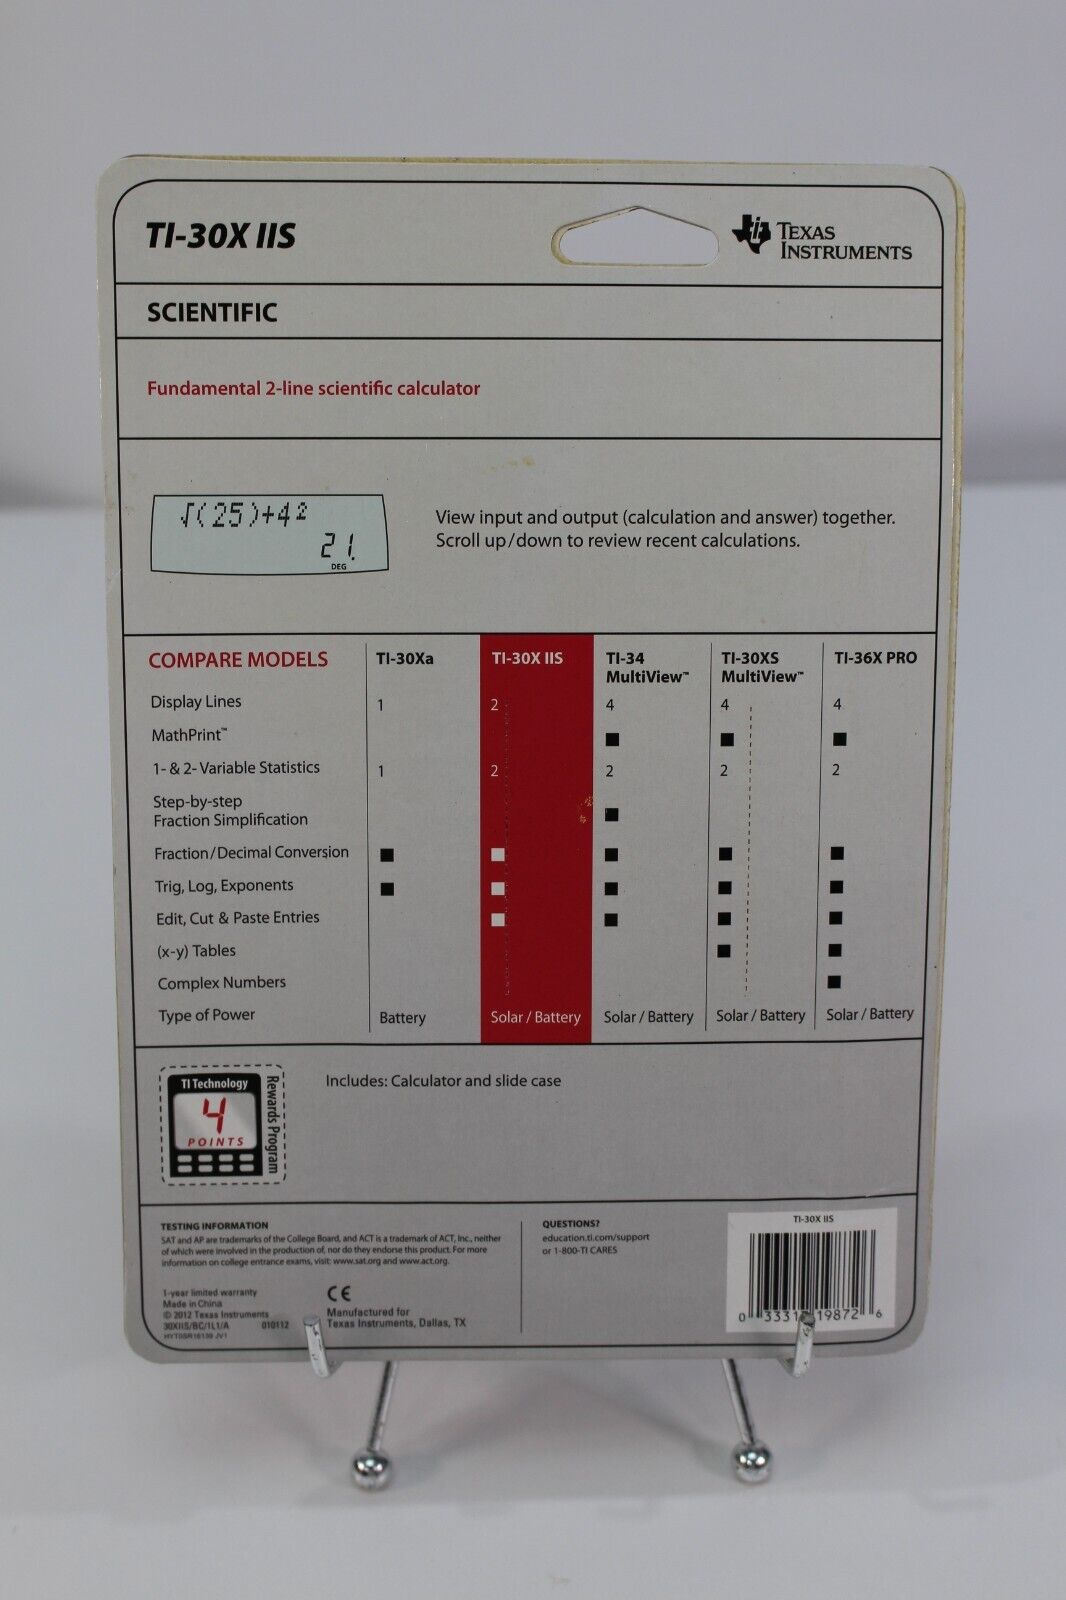 TI-30X IIS
TEXAS
INSTRUMENTS
SCIENTIFIC
Fundamental 2-line scientific calculator
√(25)+4²
21.
DEG
View input and output (calculation and answer) together.
Scroll up/down to review recent calculations.
COMPARE MODELS TI-30Xa TI-30X IIS TI-34 MultiView™ TI-30XS MultiView™ TI-36X PRO
Display Lines 1 2 4 4 4
MathPrint™ ■ ■ ■
1- & 2- Variable Statistics 1 2 2 2 2
Step-by-step
Fraction Simplification ■
Fraction/Decimal Conversion ■ ■ ■ ■ ■
Trig, Log, Exponents ■ ■ ■ ■ ■
Edit, Cut & Paste Entries ■ ■ ■ ■
(x-y) Tables ■ ■
Complex Numbers ■
Type of Power Battery Solar / Battery Solar / Battery Solar / Battery Solar / Battery
TI Technology
4
POINTS
Rewards Program
Includes: Calculator and slide case
TESTING INFORMATION
SAT and AP are trademarks of the College Board, and ACT is a trademark of ACT, Inc., neither
of which were involved in the production of, nor do they endorse this product. For more
information on college entrance exams, visit: www.sat.org and www.act.org.
1-year limited warranty
Made in China
© 2012 Texas Instruments
30XIIS/BC/1L1/A 010112
CE
Manufactured for
Texas Instruments, Dallas, TX
QUESTIONS?
education.ti.com/support
or 1-800-TI CARES
TI-30X IIS
0 3331 19872 6